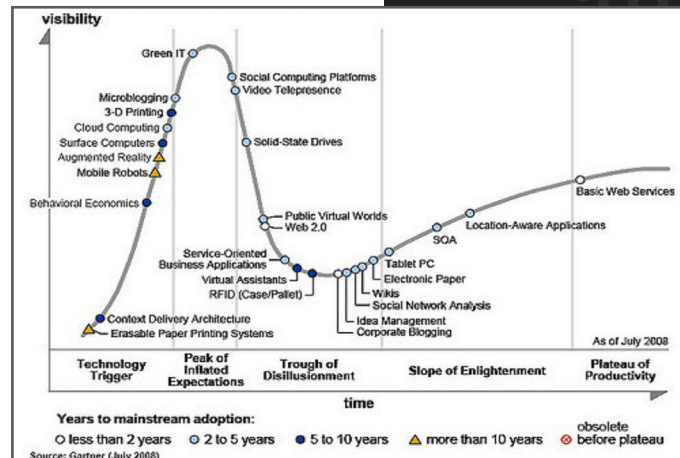 visibility
Green IT
Social Computing Platforms
Video Telepresence
Microblogging
3-D Printing
Cloud Computing
Surface Computers
Augmented Reality
Mobile Robots
Solid-State Drives
Behavioral Economics
Public Virtual Worlds
Web 2.0
Service-Oriented
Business Applications
Virtual Assistants
RFID (Case/Pallet)
Basic Web Services
Location-Aware Applications
SOA
Tablet PC
Electronic Paper
Wikis
Social Network Analysis
Idea Management
Corporate Blogging
Context Delivery Architecture
Erasable Paper Printing Systems
As of July 2008
Technology
Trigger
Peak of
Inflated
Expectations
Trough of
Disillusionment
Slope of Enlightenment
Plateau of
Productivity
time
Years to mainstream adoption:
less than 2 years
2 to 5 years
5 to 10 years
more than 10 years
obsolete
before plateau
Source: Gartner (July 2008)